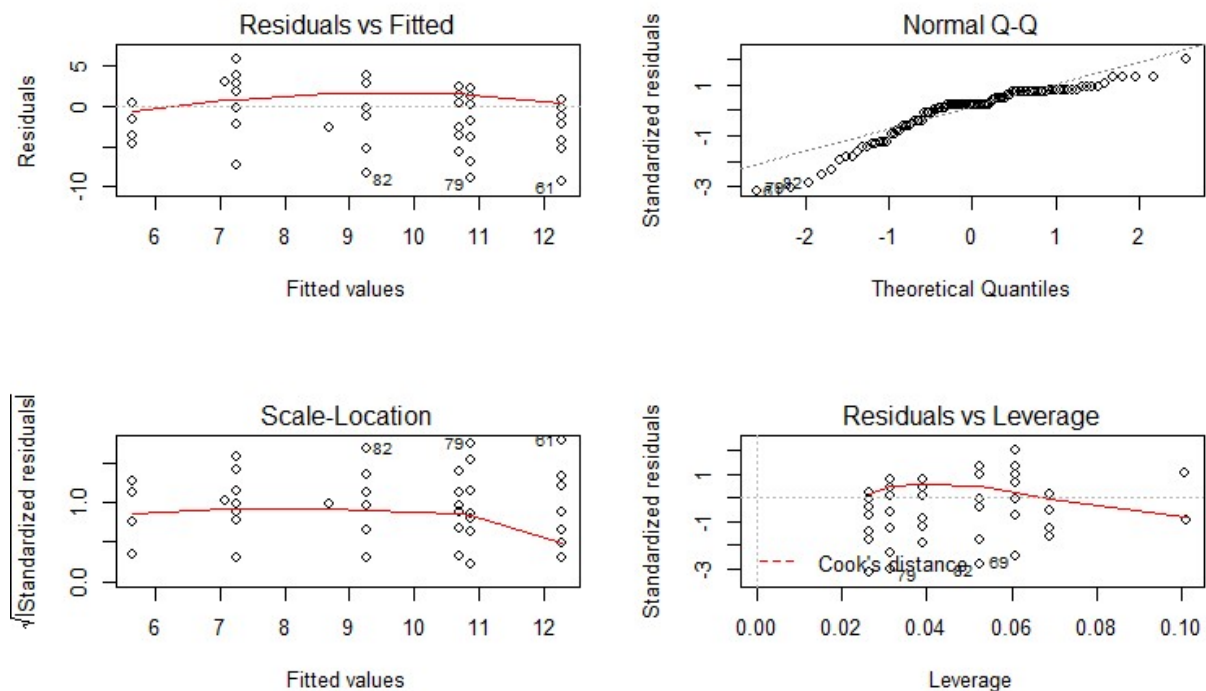 Residuals vs Fitted
Residuals
5
0
-10
82
79
61
6 7 8 9 10 11 12
Fitted values
Normal Q-Q
Standardized residuals
1
-1
-3
82
-2 -1 0 1 2
Theoretical Quantiles
Scale-Location
√|Standardized residuals|
1.0
0.0
82
79
61
6 7 8 9 10 11 12
Fitted values
Residuals vs Leverage
Standardized residuals
1
-1
-3
Cook's distance
79
82
69
0.00 0.02 0.04 0.06 0.08 0.10
Leverage